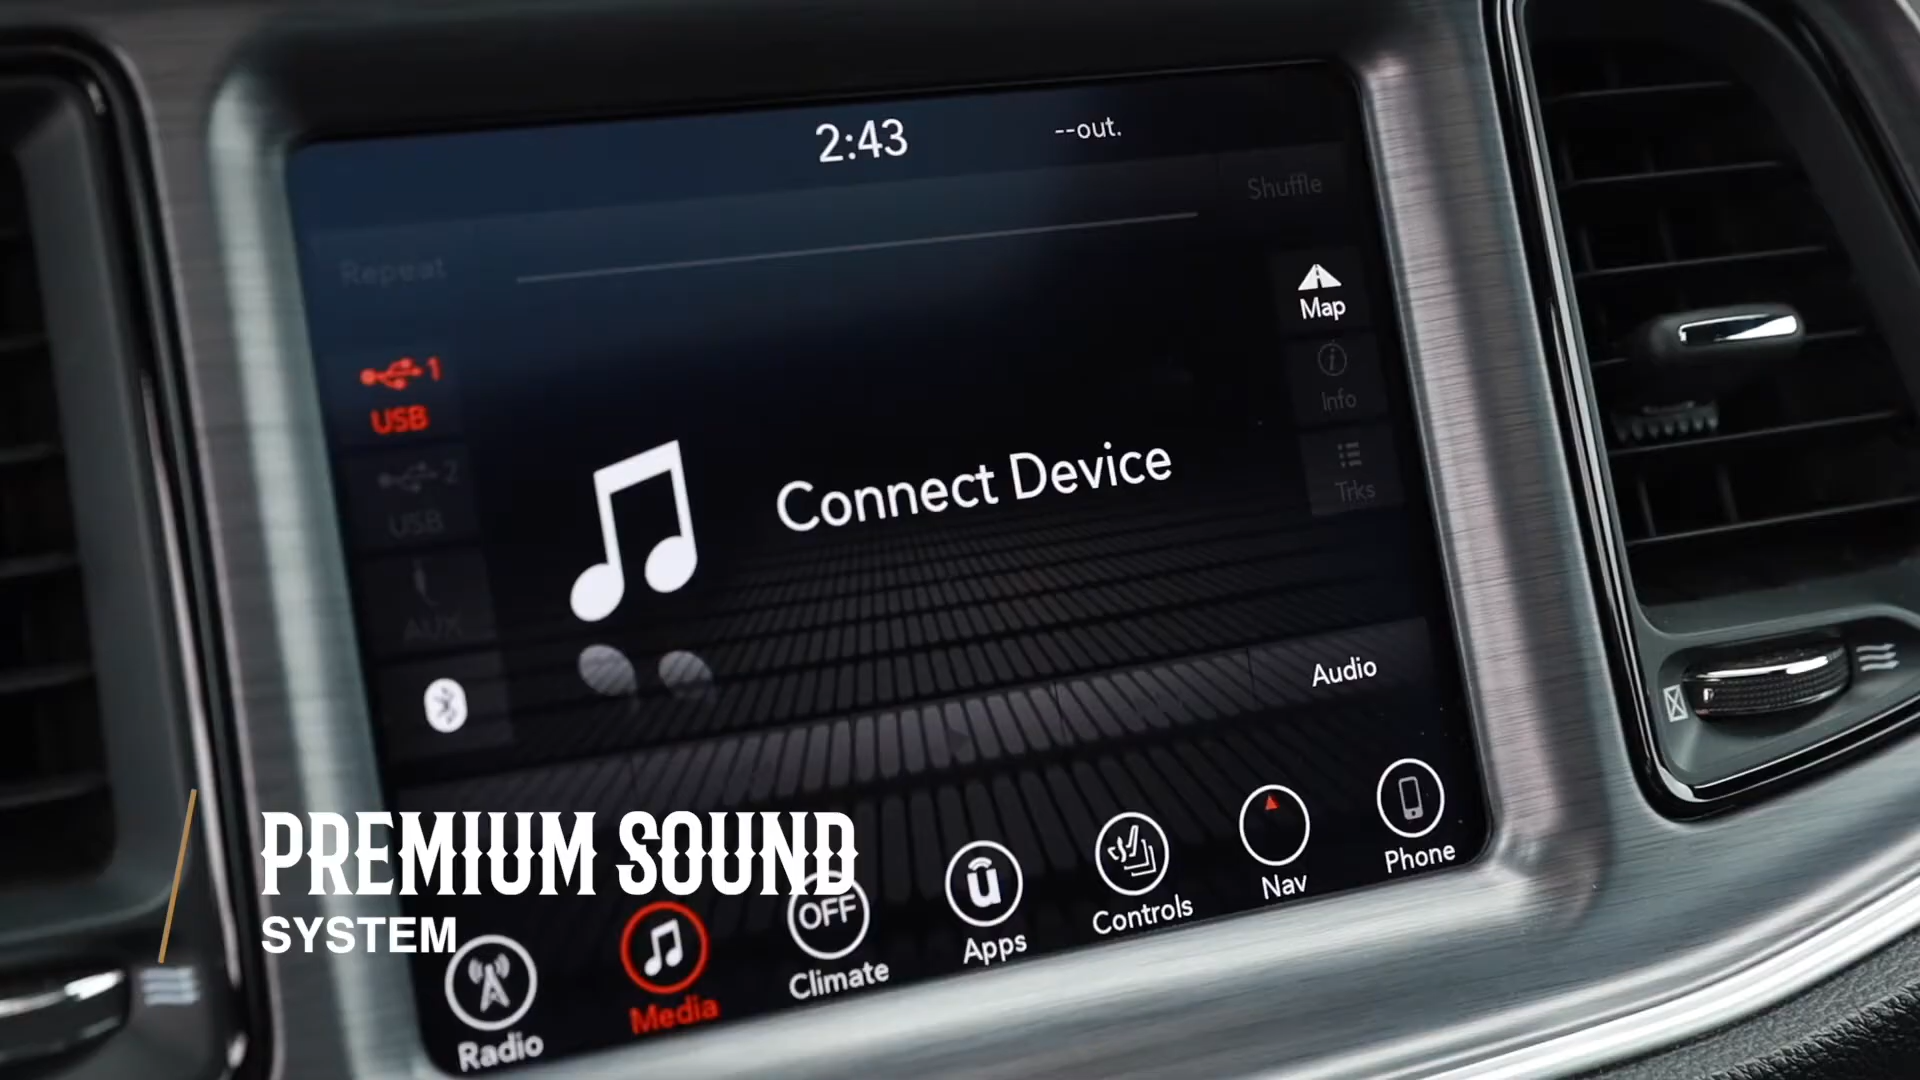 2:43
--out.
Shuffle
Repeat
Map
1
USB
Info
2
USB
Connect Device
Trks
AUX
Audio
PREMIUM SOUND
SYSTEM
OFF
Radio
Media
Climate
Apps
Controls
Nav
Phone